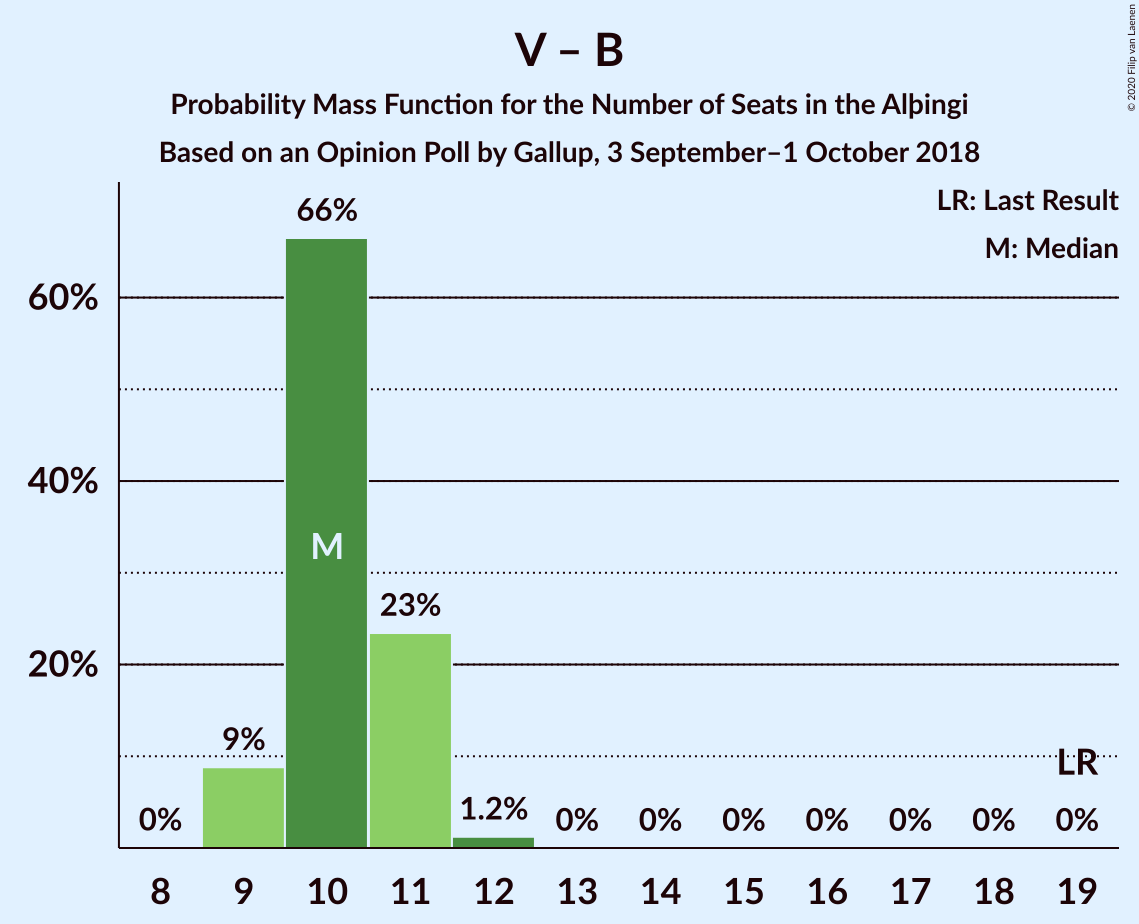 V – B
Probability Mass Function for the Number of Seats in the Alþingi
Based on an Opinion Poll by Gallup, 3 September–1 October 2018
© 2020 Filip van Laenen
LR: Last Result
M: Median
60%
40%
20%
66%
M
23%
9%
LR
0%
1.2%
0%
0%
0%
0%
0%
0%
0%
8 9 10 11 12 13 14 15 16 17 18 19